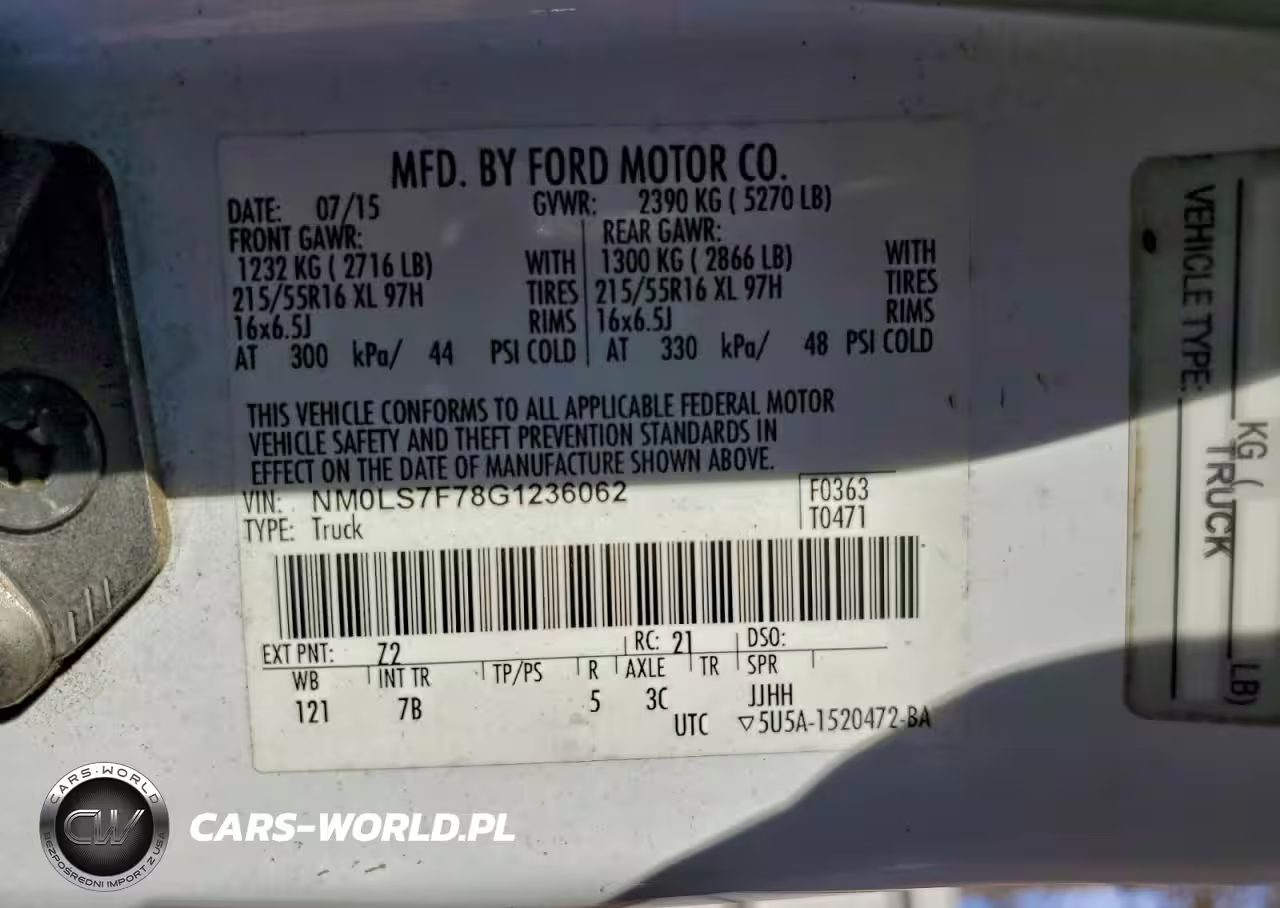 MFD. BY FORD MOTOR CO.
DATE: 07/15 GVWR: 2390 KG ( 5270 LB)
FRONT GAWR: REAR GAWR:
1232 KG ( 2716 LB) WITH 1300 KG ( 2866 LB) WITH
215/55R16 XL 97H TIRES 215/55R16 XL 97H TIRES
16x6.5J RIMS 16x6.5J RIMS
AT 300 kPa/ 44 PSI COLD AT 330 kPa/ 48 PSI COLD
THIS VEHICLE CONFORMS TO ALL APPLICABLE FEDERAL MOTOR
VEHICLE SAFETY AND THEFT PREVENTION STANDARDS IN
EFFECT ON THE DATE OF MANUFACTURE SHOWN ABOVE.
VIN: NM0LS7F78G1236062 F0363
TYPE: Truck T0471
EXT PNT: Z2 RC: 21 DSO:
WB INT TR TP/PS R AXLE TR SPR
121 7B 5 3C JJHH
UTC ▽5U5A-1520472-BA
VEHICLE TYPE: TRUCK
KG ( LB)
CARS-WORLD
CW
BEZPOŚREDNI IMPORT Z USA
CARS-WORLD.PL